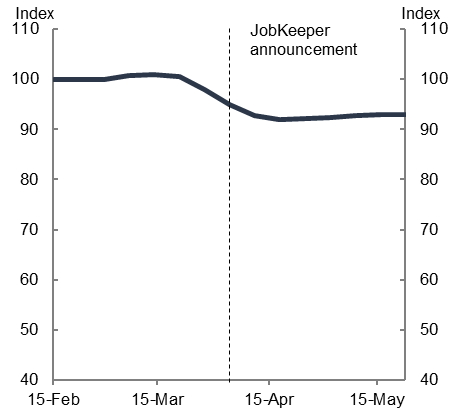 Index Index
JobKeeper
announcement
110 110
100 100
90 90
80 80
70 70
60 60
50 50
40 40
15-Feb 15-Mar 15-Apr 15-May